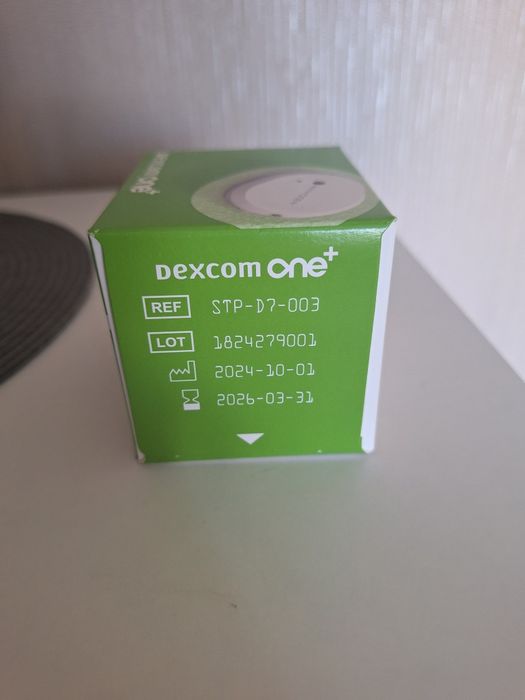 Dexcom one+
REF STP-D7-003
LOT 1824279001
2024-10-01
2026-03-31